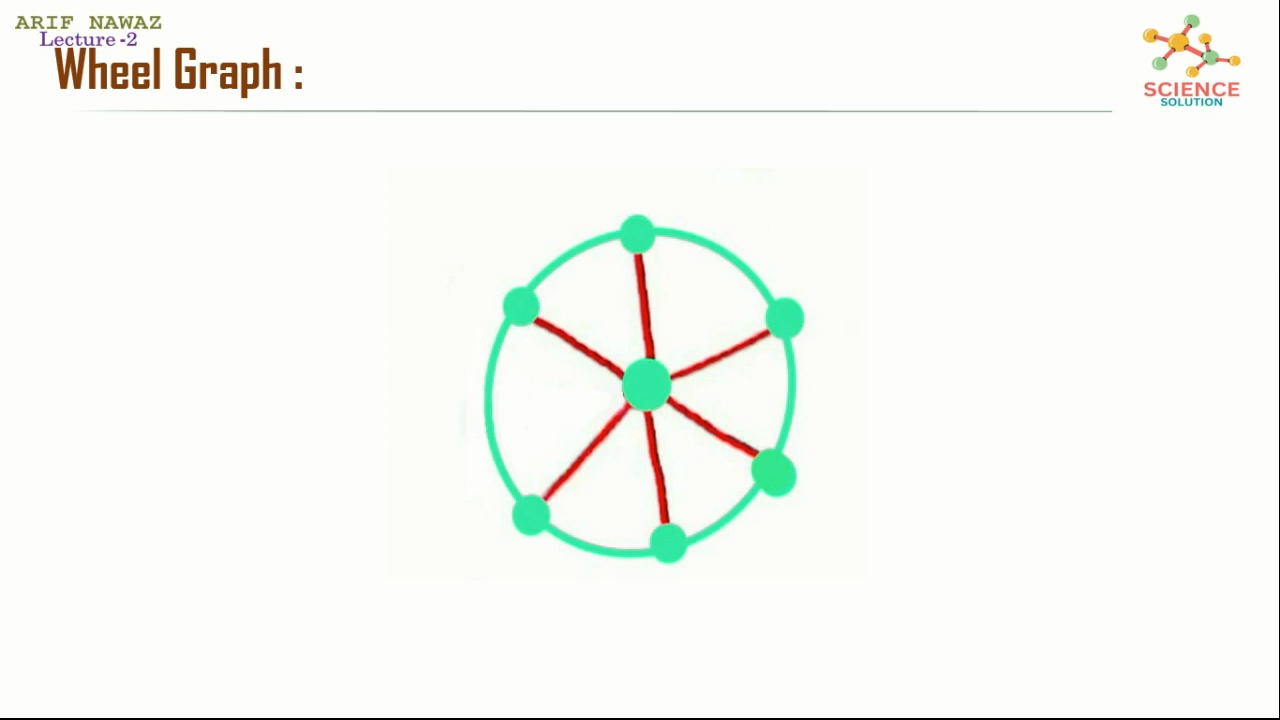 ARIF NAWAZ
Lecture -2
Wheel Graph :
SCIENCE
SOLUTION